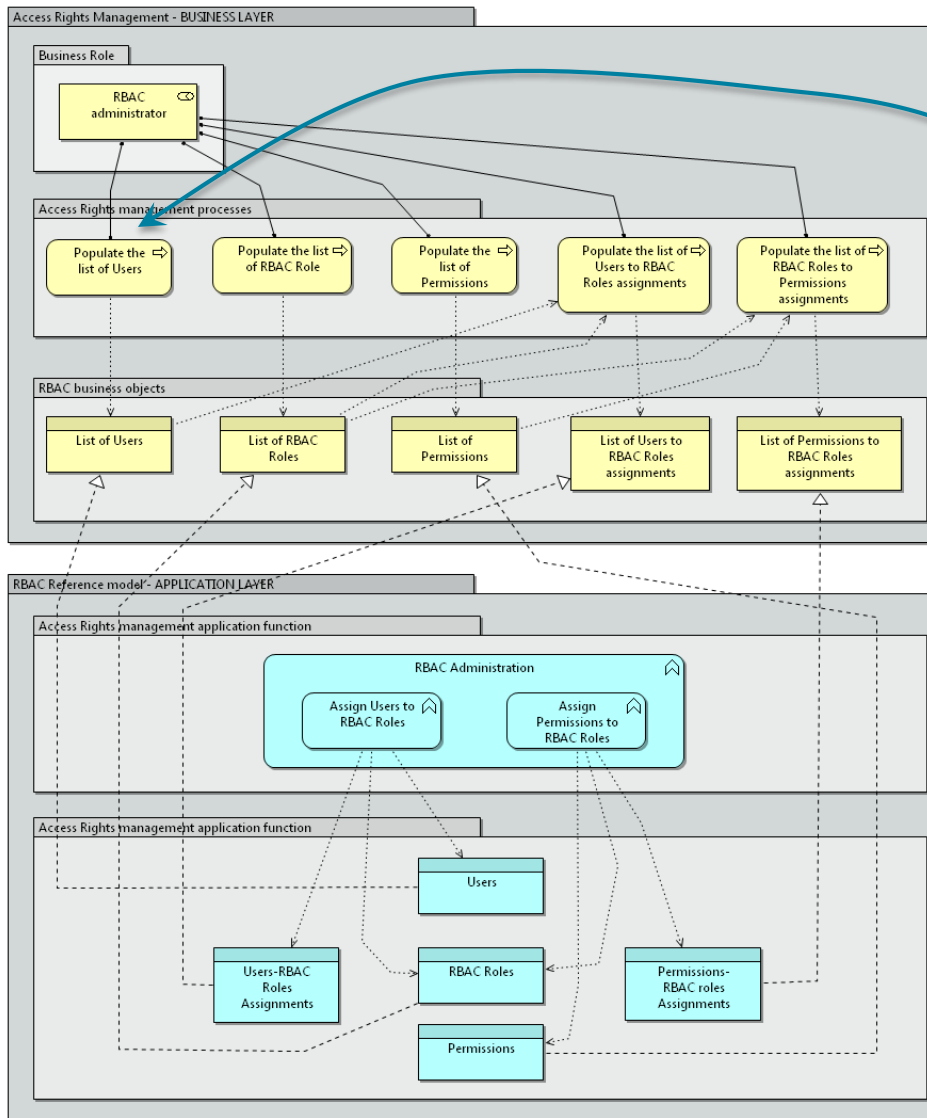 Access Rights Management - BUSINESS LAYER
Business Role
RBAC
administrator
Access Rights management processes
Populate the
list of Users
Populate the list
of RBAC Role
Populate the
list of
Permissions
Populate the list of
Users to RBAC
Roles assignments
Populate the list of
RBAC Roles to
Permissions
assignments
RBAC business objects
List of Users
List of RBAC
Roles
List of
Permissions
List of Users to
RBAC Roles
assignments
List of Permissions to
RBAC Roles
assignments
RBAC Reference model - APPLICATION LAYER
Access Rights management application function
RBAC Administration
Assign Users to
RBAC Roles
Assign
Permissions to
RBAC Roles
Access Rights management application function
Users
Users-RBAC
Roles
Assignments
RBAC Roles
Permissions-
RBAC roles
Assignments
Permissions